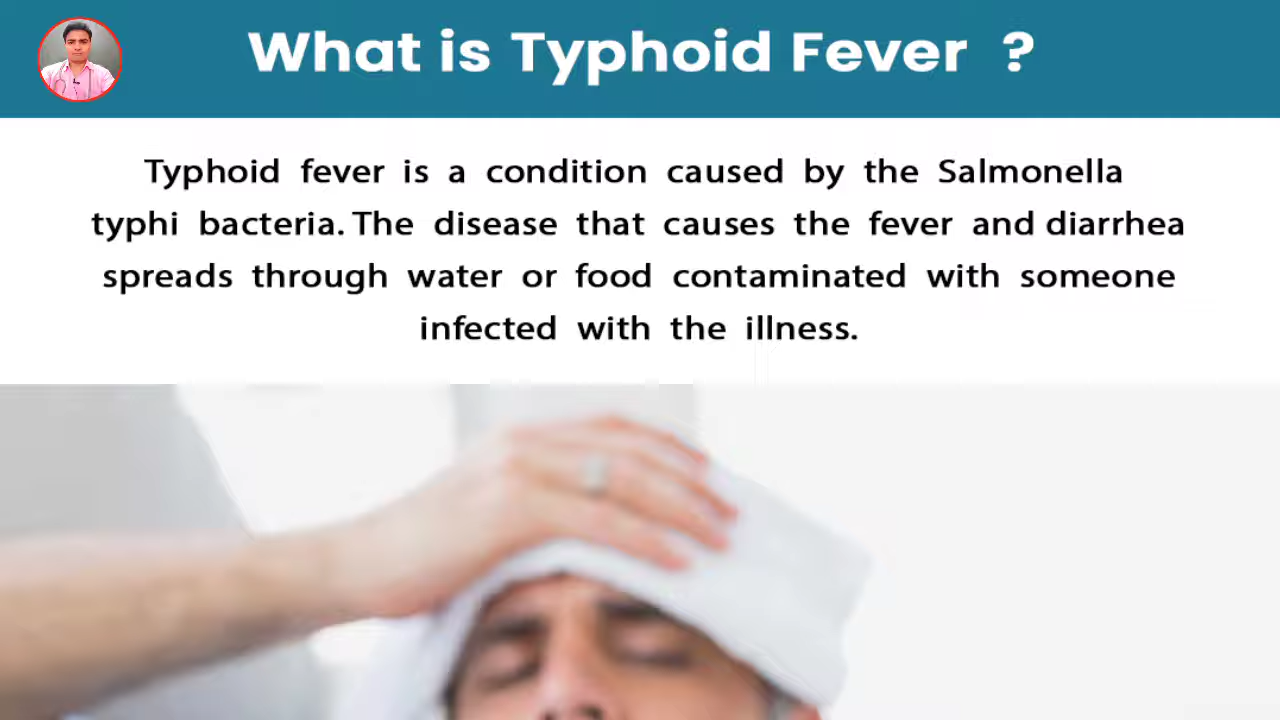 What is Typhoid Fever ?
Typhoid fever is a condition caused by the Salmonella
typhi bacteria. The disease that causes the fever and diarrhea
spreads through water or food contaminated with someone
infected with the illness.